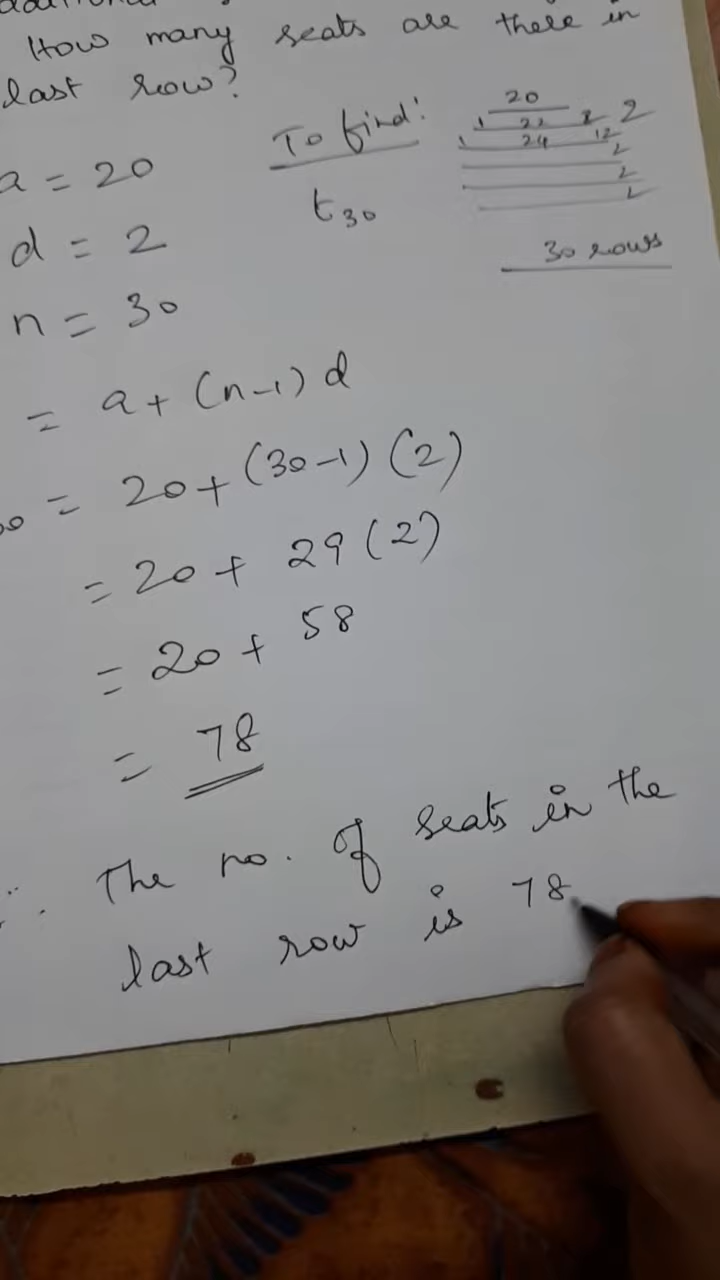 How many seats are there in
last row?
a = 20
d = 2
n = 30
To find:
t30
20
22 2
24
2
2
2
30 rows
= a + (n-1) d
= 20 + (30-1) (2)
= 20 + 29 (2)
= 20 + 58
= 78
∴ The no. of seats in the
last row is 78